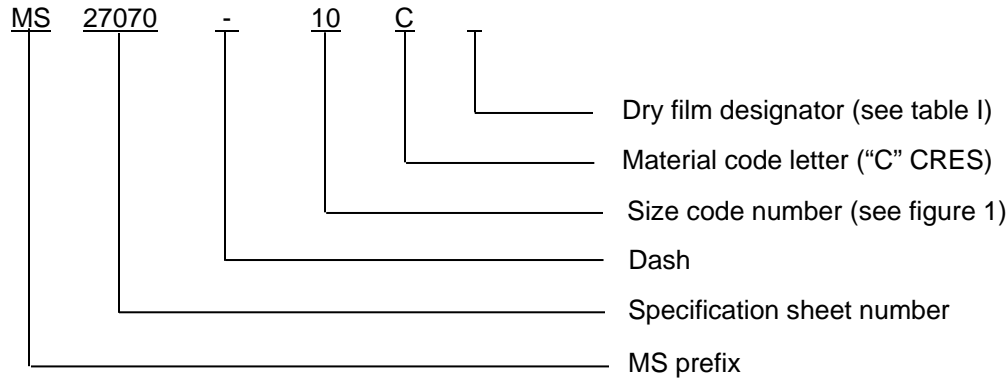 MS 27070 - 10 C _
Dry film designator (see table I)
Material code letter (“C” CRES)
Size code number (see figure 1)
Dash
Specification sheet number
MS prefix